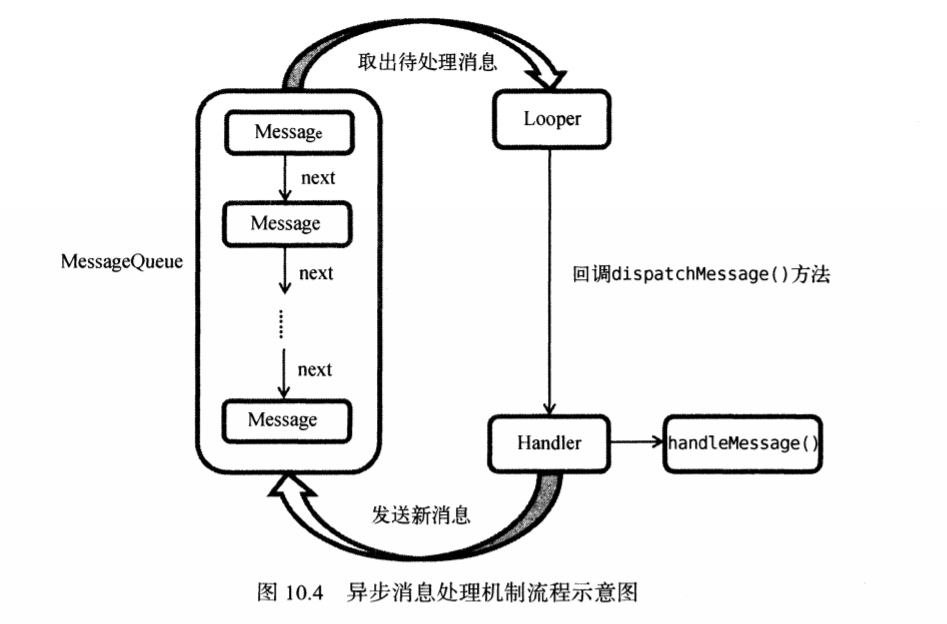 取出待处理消息
Looper
Message
next
Message
MessageQueue
next
回调dispatchMessage()方法
next
Message
Handler
handleMessage()
发送新消息
图 10.4 异步消息处理机制流程示意图